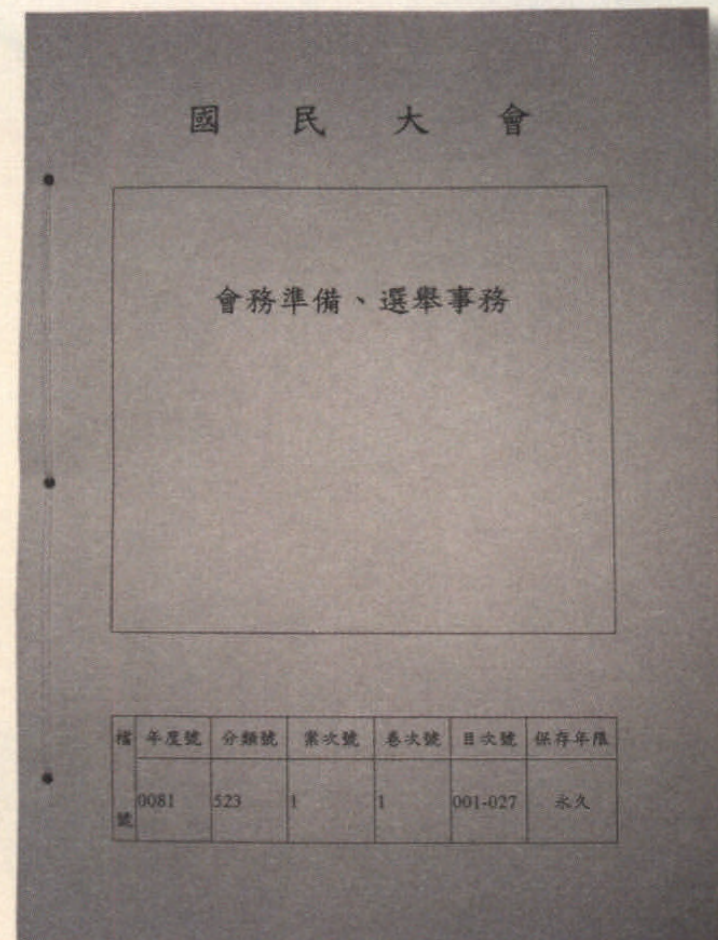 國民大會
會務準備、選舉事務
檔號 年度號 分類號 案次號 卷次號 目次號 保存年限
0081 523 1 1 001-027 永久